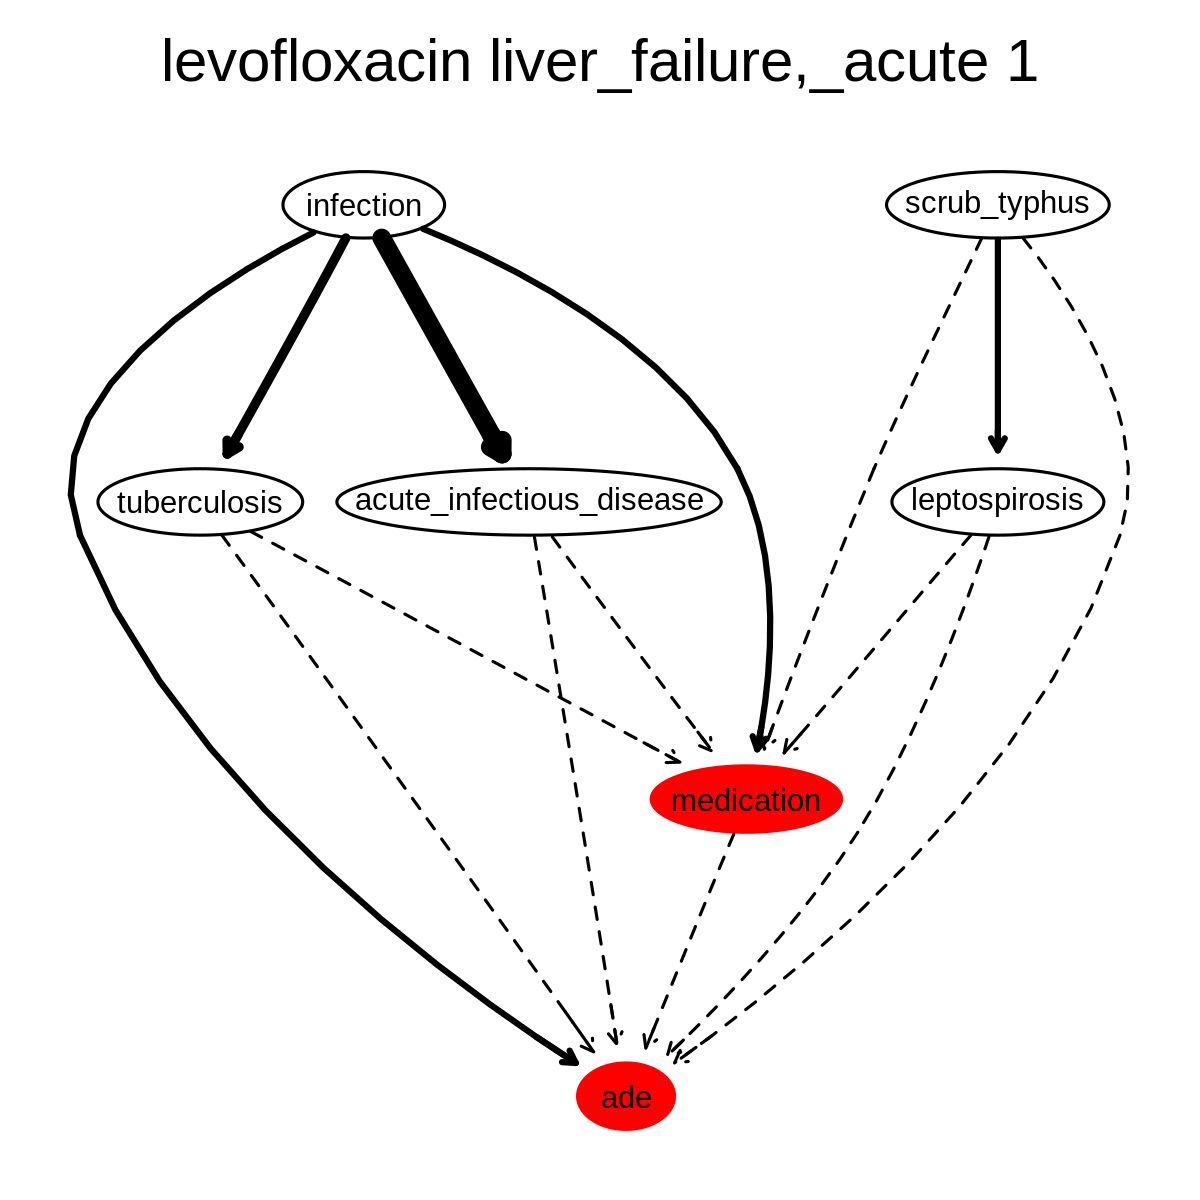 levofloxacin liver_failure,_acute 1
infection
scrub_typhus
tuberculosis
acute_infectious_disease
leptospirosis
medication
ade